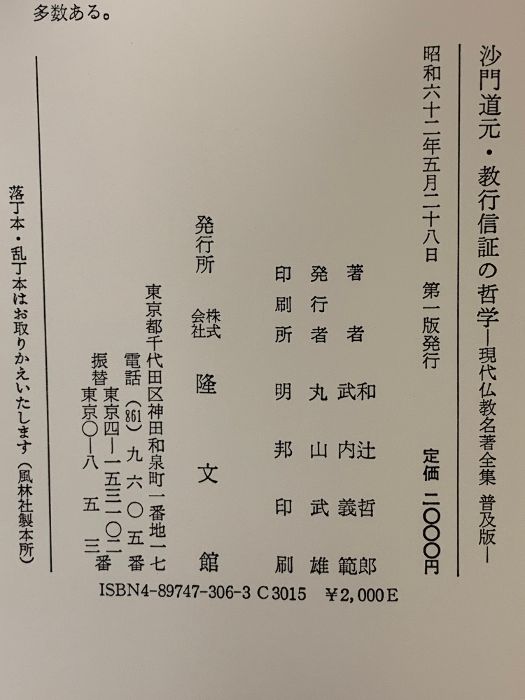 多数ある。
沙門道元・教行信証の哲学―現代仏教名著全集 普及版―
昭和六十二年五月二十八日 第一版発行
定価 二〇〇〇円
著者 和辻哲郎
武内義範
発行者 丸山武雄
印刷所 明邦印刷
発行所 株式会社 隆文館
東京都千代田区神田和泉町一番地一七
電話(861)九六〇五番
振替 東京四―一五三一〇二
東京〇―八五三番
落丁本・乱丁本はお取りかえいたします(風林社製本所)
ISBN4-89747-306-3 C3015 ¥2,000E